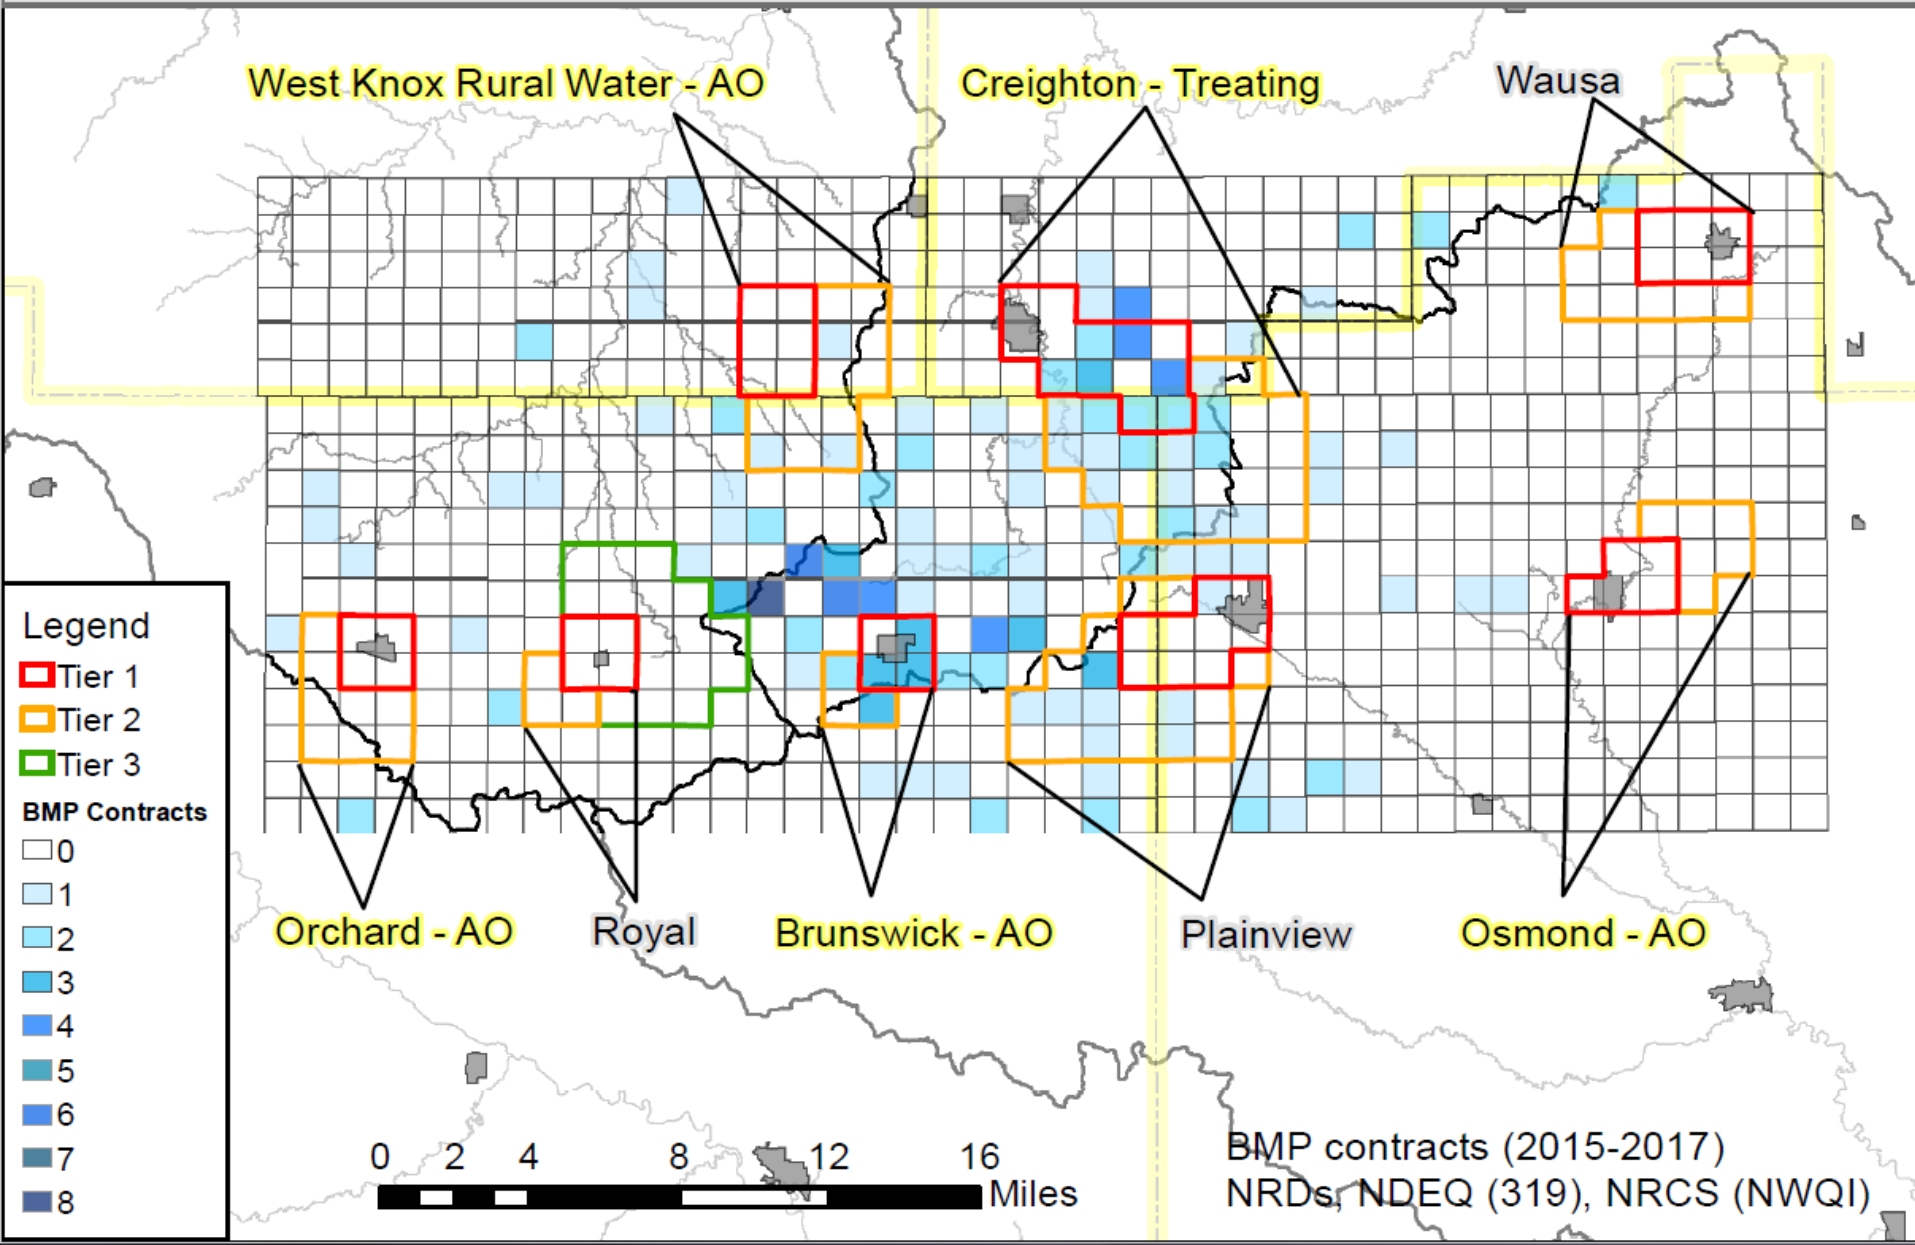 West Knox Rural Water - AO
Creighton - Treating
Wausa
Legend
Tier 1
Tier 2
Tier 3
BMP Contracts
0
1
2
3
4
5
6
7
8
Orchard - AO
Royal
Brunswick - AO
Plainview
Osmond - AO
0 2 4 8 12 16
Miles
BMP contracts (2015-2017)
NRDs, NDEQ (319), NRCS (NWQI)